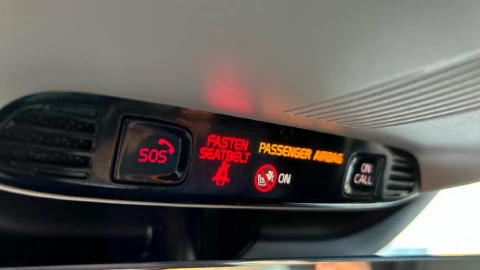 SOS
FASTEN
SEATBELT
PASSENGER AIRBAG
ON
ON
CALL